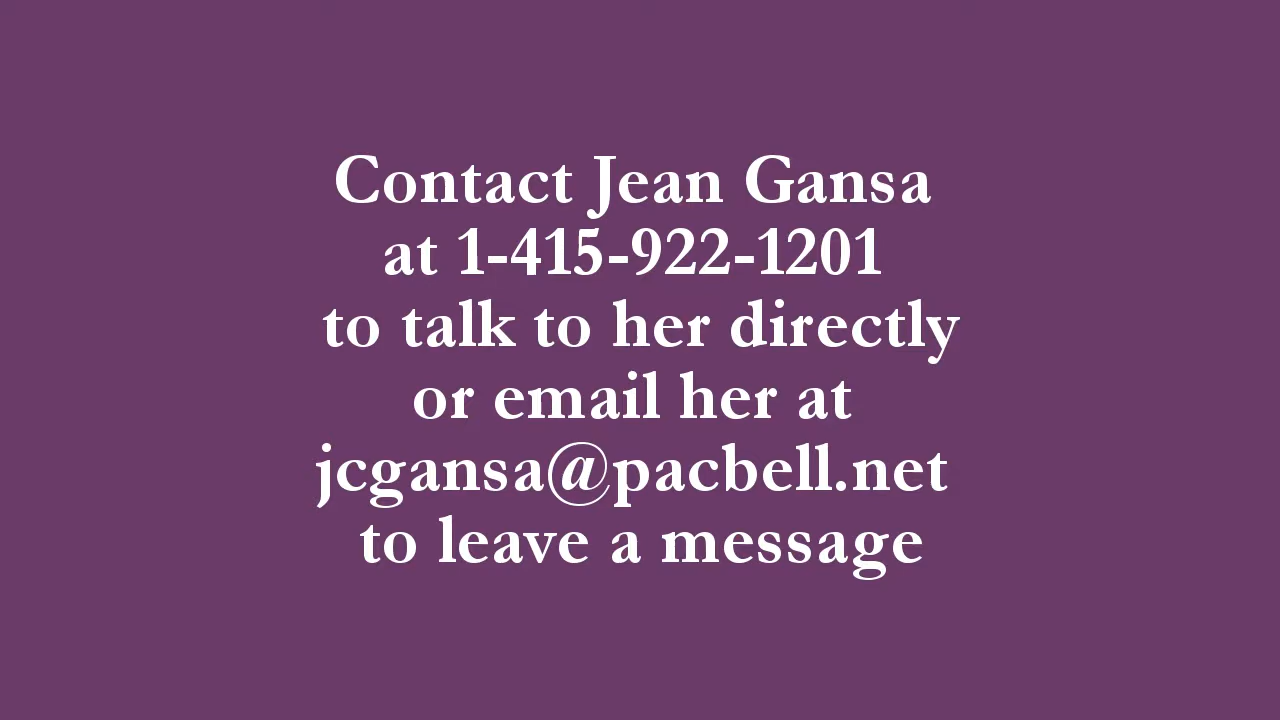 Contact Jean Gansa
at 1-415-922-1201
to talk to her directly
or email her at
jcgansa@pacbell.net
to leave a message